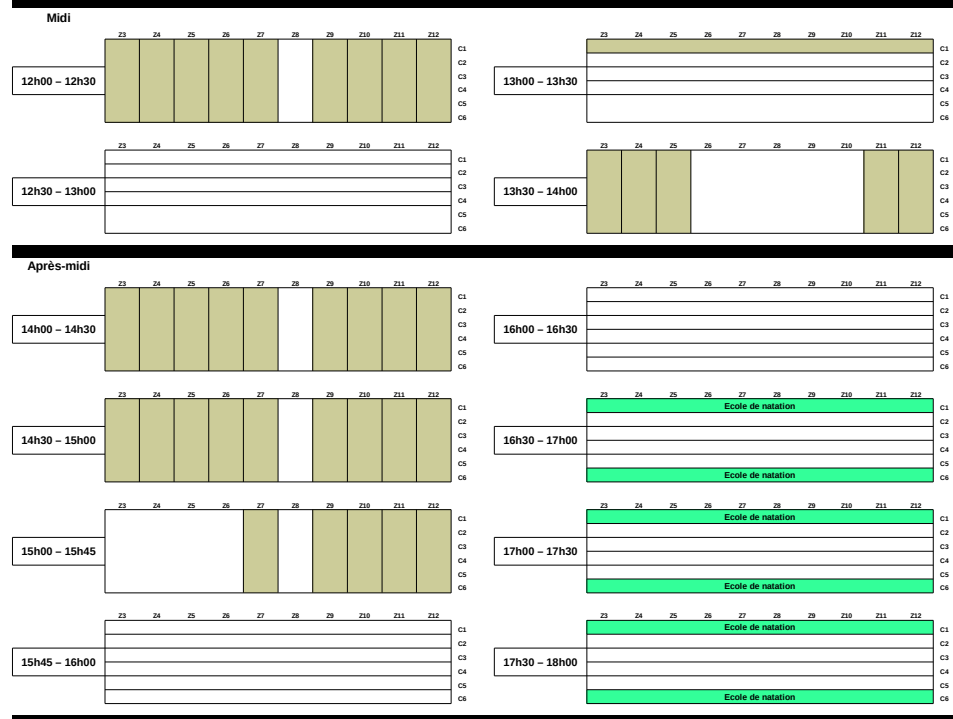 Midi
Z3 Z4 Z5 Z6 Z7 Z8 Z9 Z10 Z11 Z12
C1
C2
12h00 – 12h30
C3
C4
C5
C6
Z3 Z4 Z5 Z6 Z7 Z8 Z9 Z10 Z11 Z12
C1
C2
13h00 – 13h30
C3
C4
C5
C6
Z3 Z4 Z5 Z6 Z7 Z8 Z9 Z10 Z11 Z12
C1
C2
12h30 – 13h00
C3
C4
C5
C6
Z3 Z4 Z5 Z6 Z7 Z8 Z9 Z10 Z11 Z12
C1
C2
13h30 – 14h00
C3
C4
C5
C6
Après-midi
Z3 Z4 Z5 Z6 Z7 Z8 Z9 Z10 Z11 Z12
C1
C2
14h00 – 14h30
C3
C4
C5
C6
Z3 Z4 Z5 Z6 Z7 Z8 Z9 Z10 Z11 Z12
C1
C2
16h00 – 16h30
C3
C4
C5
C6
Z3 Z4 Z5 Z6 Z7 Z8 Z9 Z10 Z11 Z12
C1
C2
14h30 – 15h00
C3
C4
C5
C6
Z3 Z4 Z5 Z6 Z7 Z8 Z9 Z10 Z11 Z12
Ecole de natation C1
C2
16h30 – 17h00
C3
C4
C5
Ecole de natation C6
Z3 Z4 Z5 Z6 Z7 Z8 Z9 Z10 Z11 Z12
C1
C2
15h00 – 15h45
C3
C4
C5
C6
Z3 Z4 Z5 Z6 Z7 Z8 Z9 Z10 Z11 Z12
Ecole de natation C1
C2
17h00 – 17h30
C3
C4
C5
Ecole de natation C6
Z3 Z4 Z5 Z6 Z7 Z8 Z9 Z10 Z11 Z12
C1
C2
15h45 – 16h00
C3
C4
C5
C6
Z3 Z4 Z5 Z6 Z7 Z8 Z9 Z10 Z11 Z12
Ecole de natation C1
C2
17h30 – 18h00
C3
C4
C5
Ecole de natation C6